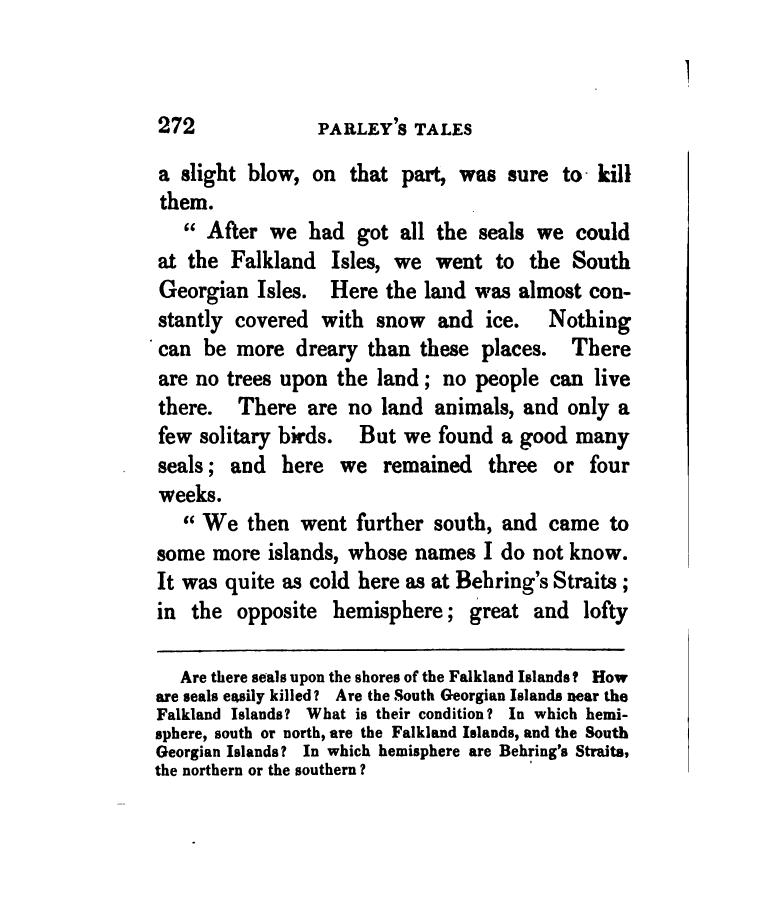 272 PARLEY'S TALES
a slight blow, on that part, was sure to kill
them.
" After we had got all the seals we could
at the Falkland Isles, we went to the South
Georgian Isles. Here the land was almost con-
stantly covered with snow and ice. Nothing
can be more dreary than these places. There
are no trees upon the land ; no people can live
there. There are no land animals, and only a
few solitary birds. But we found a good many
seals ; and here we remained three or four
weeks.
" We then went further south, and came to
some more islands, whose names I do not know.
It was quite as cold here as at Behring's Straits ;
in the opposite hemisphere ; great and lofty
Are there seals upon the shores of the Falkland Islands? How
are seals easily killed? Are the South Georgian Islands near the
Falkland Islands? What is their condition? In which hemi-
sphere, south or north, are the Falkland Islands, and the South
Georgian Islands? In which hemisphere are Behring's Straits,
the northern or the southern?